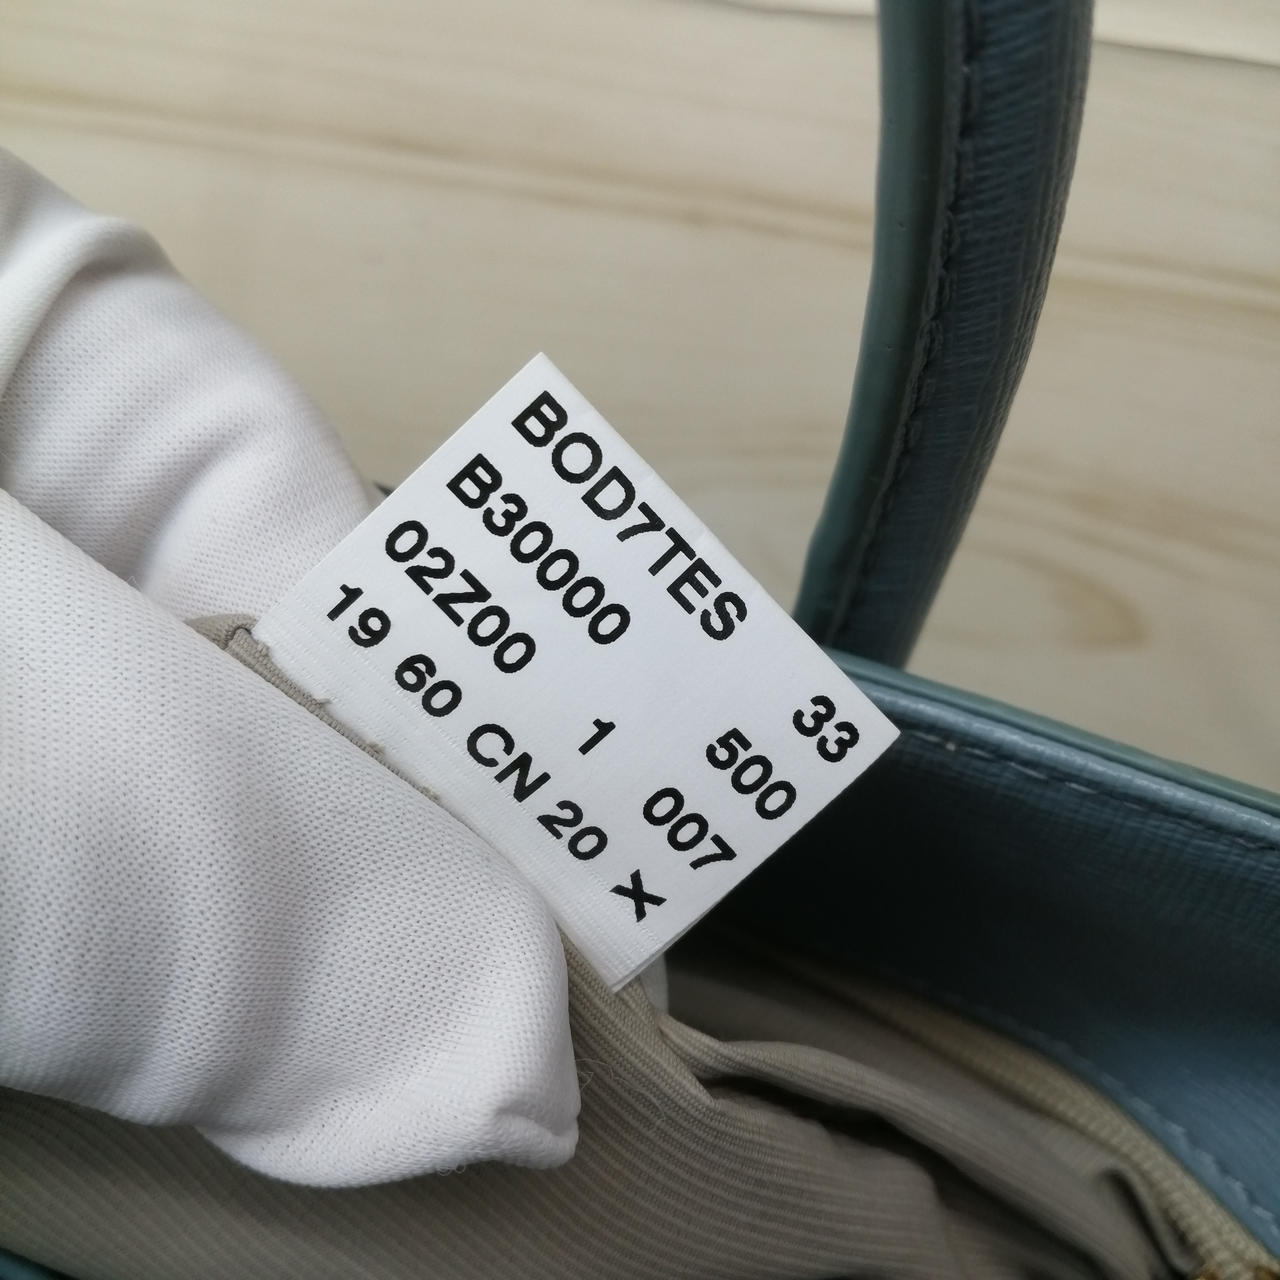 BOD7TES 33
B30000 500
02Z00 1 007
19 60 CN 20 X